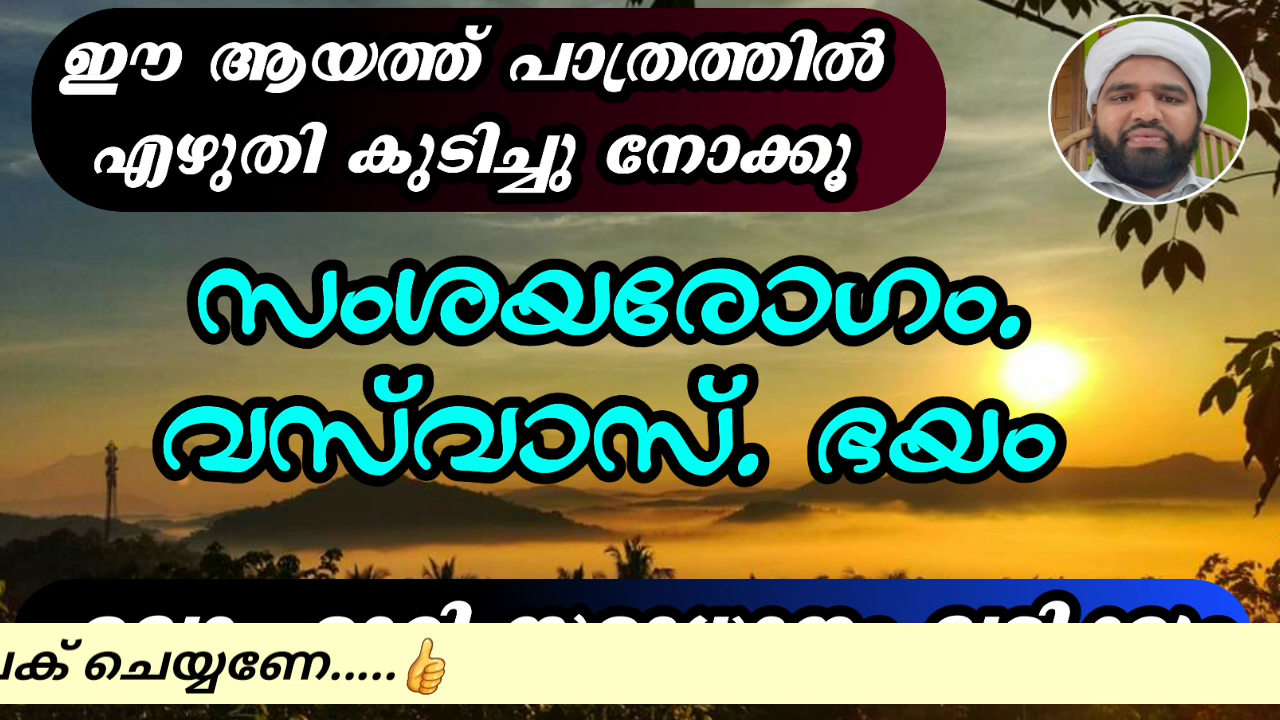 ഈ ആയത്ത് പാത്രത്തിൽ
എഴുതി കുടിച്ചു നോക്കൂ
സംശയരോഗം.
വസ്‌വാസ്. ഭയം
ചെയ്യണേ.....👍